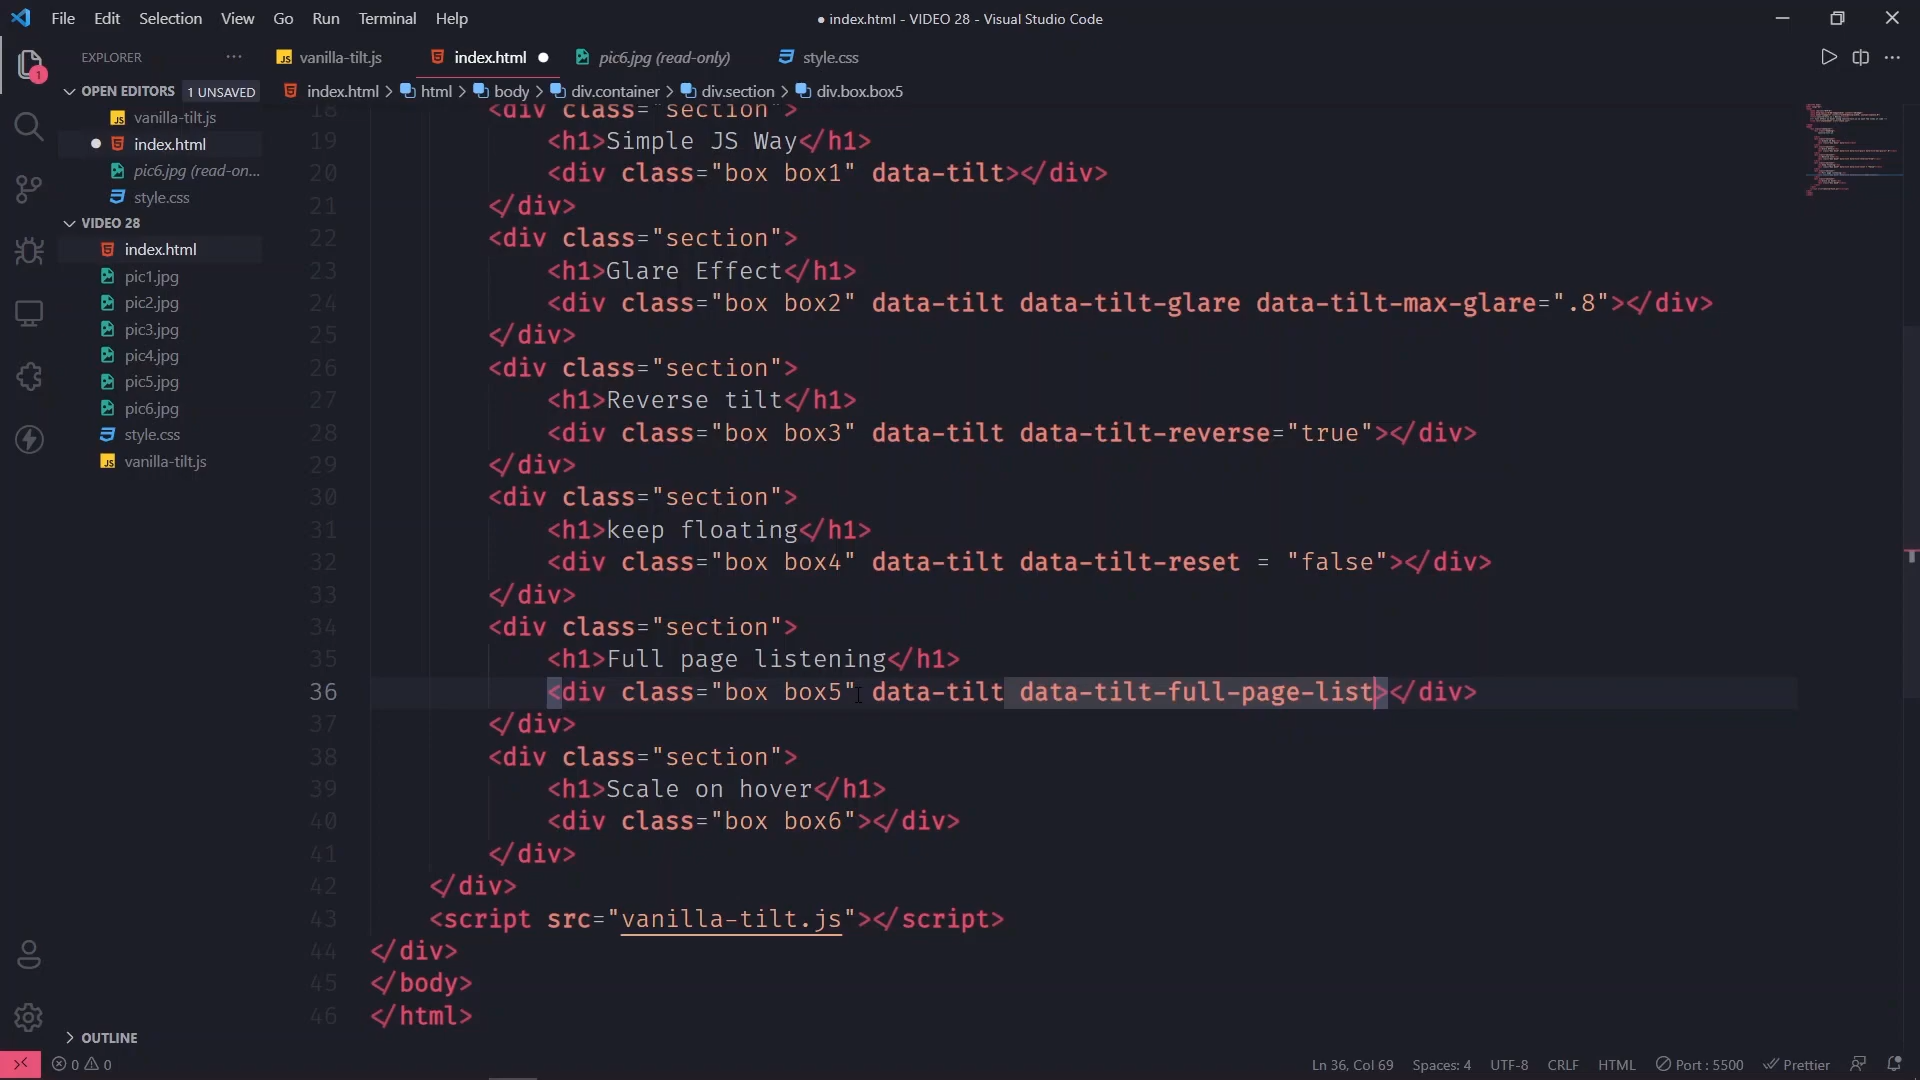 File Edit Selection View Go Run Terminal Help
● index.html - VIDEO 28 - Visual Studio Code
EXPLORER ···
vanilla-tilt.js
index.html
pic6.jpg (read-only)
style.css
1
OPEN EDITORS 1 UNSAVED
vanilla-tilt.js
index.html
pic6.jpg (read-on...
style.css
VIDEO 28
index.html
pic1.jpg
pic2.jpg
pic3.jpg
pic4.jpg
pic5.jpg
pic6.jpg
style.css
vanilla-tilt.js
OUTLINE
index.html > html > body > div.container > div.section > div.box.box5
18 <div class="section">
19 <h1>Simple JS Way</h1>
20 <div class="box box1" data-tilt></div>
21 </div>
22 <div class="section">
23 <h1>Glare Effect</h1>
24 <div class="box box2" data-tilt data-tilt-glare data-tilt-max-glare=".8"></div>
25 </div>
26 <div class="section">
27 <h1>Reverse tilt</h1>
28 <div class="box box3" data-tilt data-tilt-reverse="true"></div>
29 </div>
30 <div class="section">
31 <h1>keep floating</h1>
32 <div class="box box4" data-tilt data-tilt-reset = "false"></div>
33 </div>
34 <div class="section">
35 <h1>Full page listening</h1>
36 <div class="box box5" data-tilt data-tilt-full-page-list></div>
37 </div>
38 <div class="section">
39 <h1>Scale on hover</h1>
40 <div class="box box6"></div>
41 </div>
42 </div>
43 <script src="vanilla-tilt.js"></script>
44 </div>
45 </body>
46 </html>
0 0
Ln 36, Col 69 Spaces: 4 UTF-8 CRLF HTML Port : 5500 Prettier